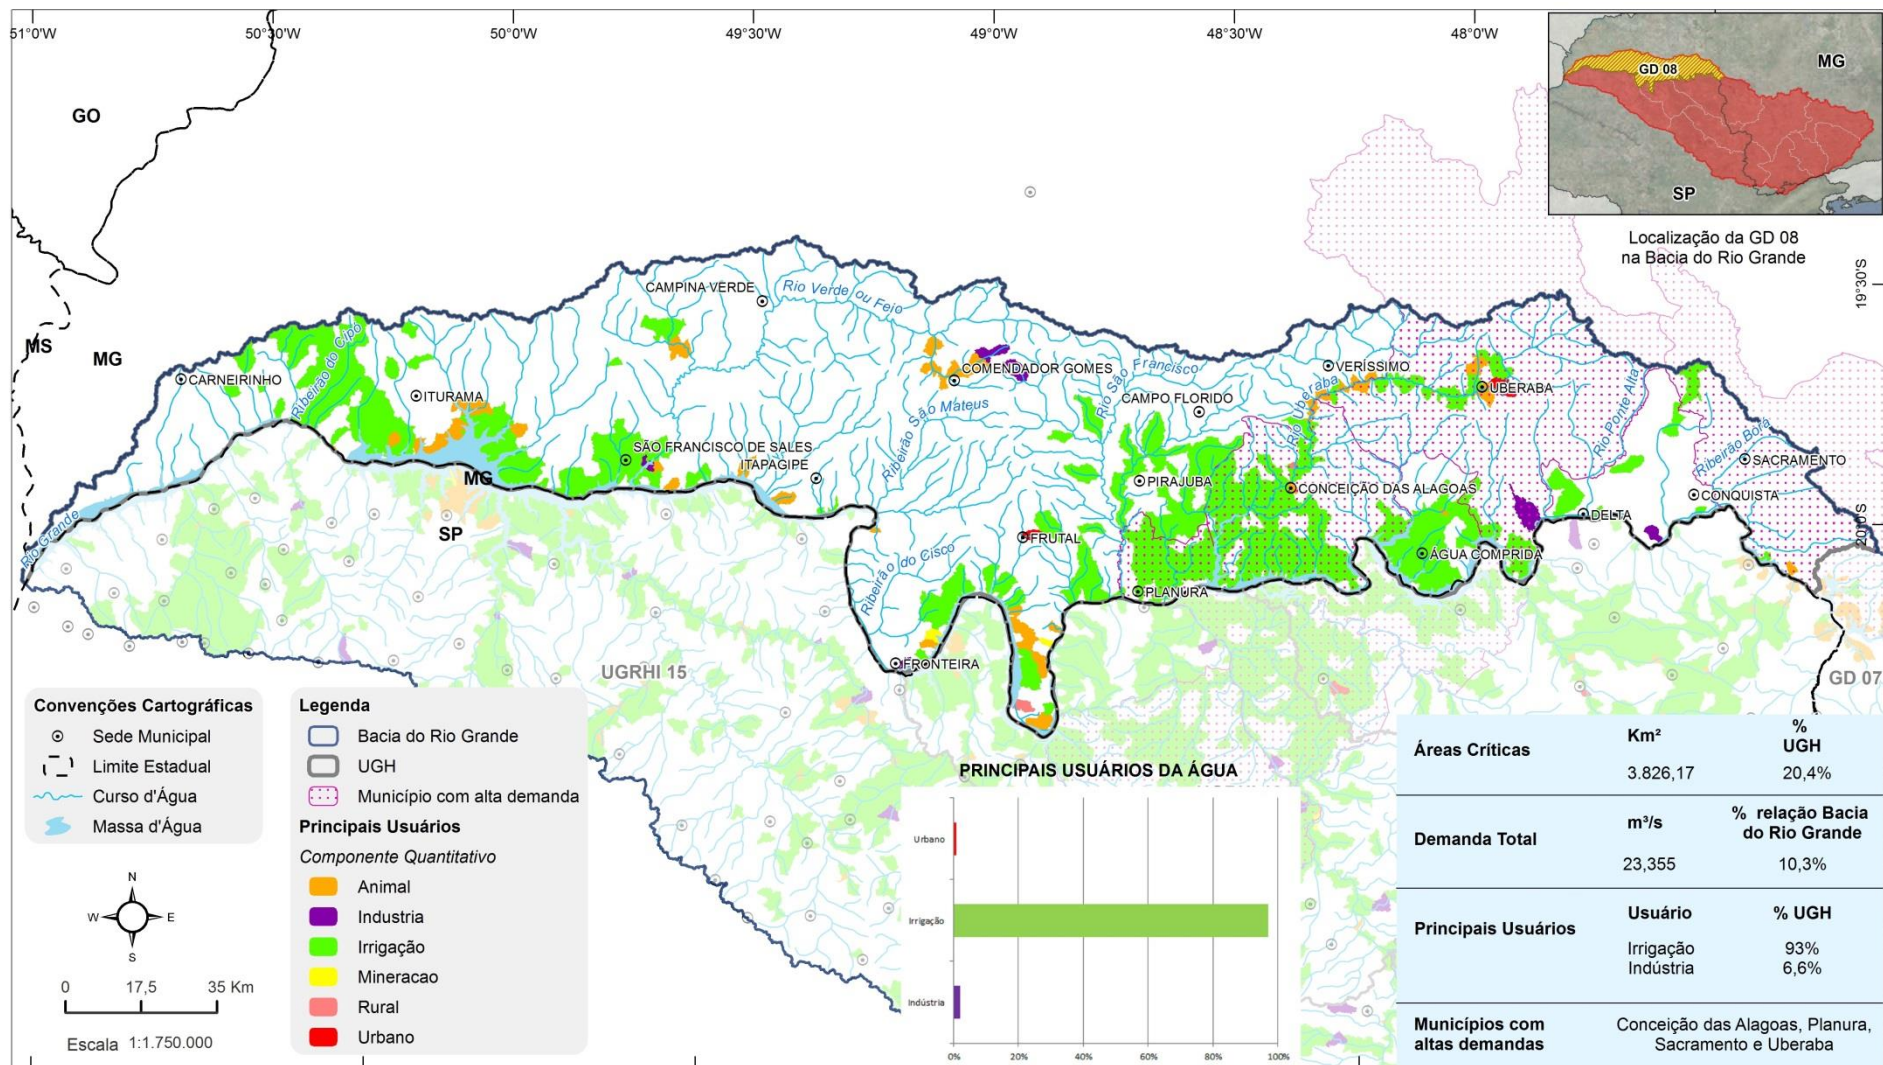 51°0'W
50°30'W
50°0'W
49°30'W
49°0'W
48°30'W
48°0'W
GD 08
MG
SP
Localização da GD 08
na Bacia do Rio Grande
19°30'S
20°0'S
GO
MS
MG
CAMPINA VERDE
Rio Verde ou Feio
Ribeirão do Cipó
CARNEIRINHO
ITURAMA
COMENDADOR GOMES
Rio São Francisco
VERÍSSIMO
UBERABA
Rio Uberaba
CAMPO FLORIDO
Ribeirão São Mateus
Rio Ponte Alta
SÃO FRANCISCO DE SALES
ITAPAGIPE
MG
PIRAJUBA
CONCEIÇÃO DAS ALAGOAS
Ribeirão Borá
SACRAMENTO
CONQUISTA
DELTA
Rio Grande
SP
FRUTAL
ÁGUA COMPRIDA
Ribeirão do Cisco
PLANURA
FRONTEIRA
UGRHI 15
GD 07
Convenções Cartográficas
Sede Municipal
Limite Estadual
Curso d'Água
Massa d'Água
N
W
E
S
0
17,5
35 Km
Escala 1:1.750.000
Legenda
Bacia do Rio Grande
UGH
Município com alta demanda
Principais Usuários
Componente Quantitativo
Animal
Industria
Irrigação
Mineracao
Rural
Urbano
PRINCIPAIS USUÁRIOS DA ÁGUA
Urbano
Irrigação
Indústria
0%
20%
40%
60%
80%
100%
Áreas Críticas
Km²
%
UGH
3.826,17
20,4%
Demanda Total
m³/s
% relação Bacia
do Rio Grande
23,355
10,3%
Principais Usuários
Usuário
% UGH
Irrigação
93%
Indústria
6,6%
Municípios com
altas demandas
Conceição das Alagoas, Planura,
Sacramento e Uberaba